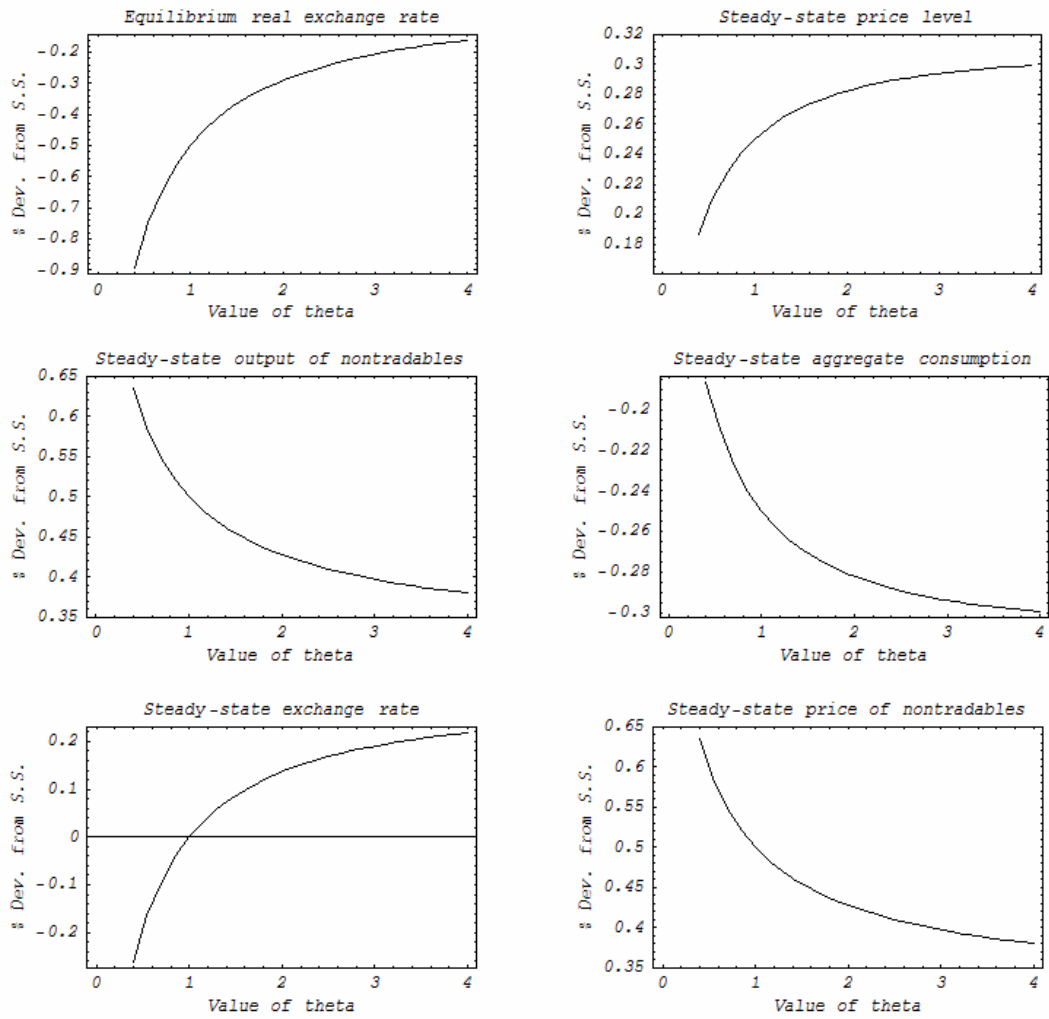 Equilibrium real exchange rate
% Dev. from S.S.
-0.2
-0.3
-0.4
-0.5
-0.6
-0.7
-0.8
-0.9
0 1 2 3 4
Value of theta
Steady-state price level
% Dev. from S.S.
0.32
0.3
0.28
0.26
0.24
0.22
0.2
0.18
0 1 2 3 4
Value of theta
Steady-state output of nontradables
% Dev. from S.S.
0.65
0.6
0.55
0.5
0.45
0.4
0.35
0 1 2 3 4
Value of theta
Steady-state aggregate consumption
% Dev. from S.S.
-0.2
-0.22
-0.24
-0.26
-0.28
-0.3
0 1 2 3 4
Value of theta
Steady-state exchange rate
% Dev. from S.S.
0.2
0.1
0
-0.1
-0.2
0 1 2 3 4
Value of theta
Steady-state price of nontradables
% Dev. from S.S.
0.65
0.6
0.55
0.5
0.45
0.4
0.35
0 1 2 3 4
Value of theta